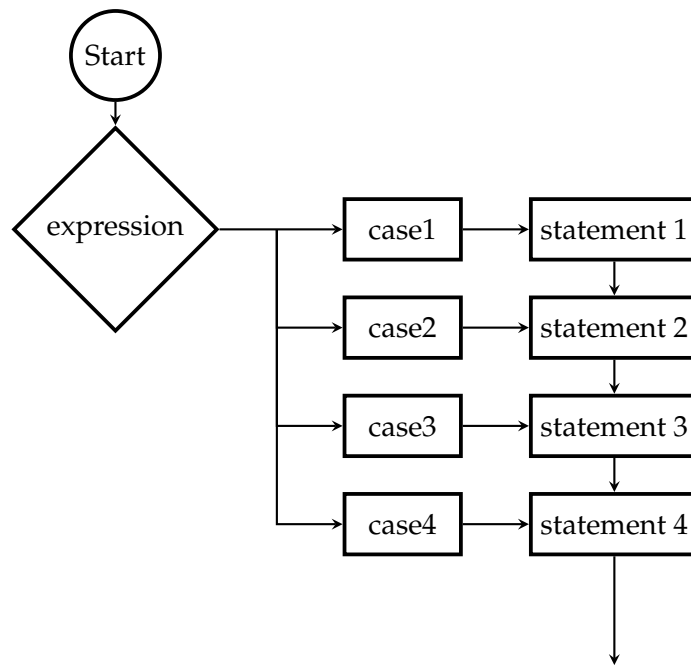 Start
expression
case1
statement 1
case2
statement 2
case3
statement 3
case4
statement 4